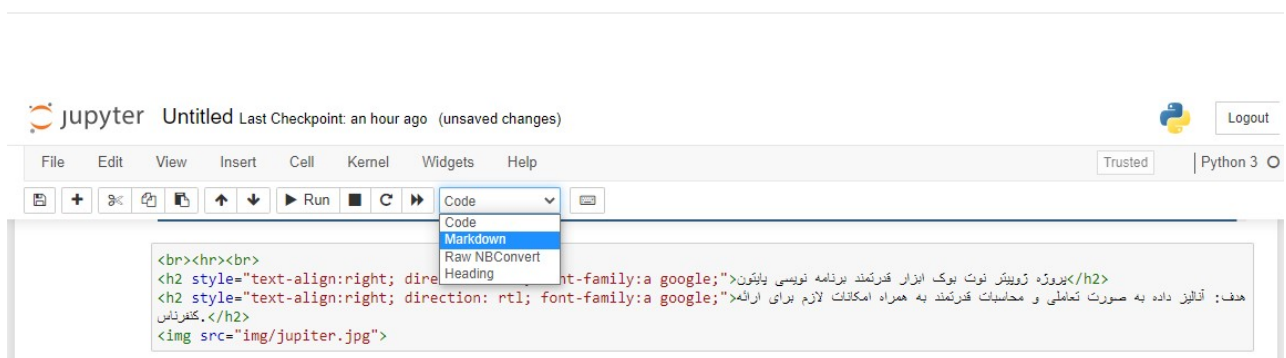 jupyter Untitled Last Checkpoint: an hour ago (unsaved changes)
Logout
File Edit View Insert Cell Kernel Widgets Help
Trusted
Python 3
Run
Code
Code
Markdown
Raw NBConvert
Heading
<br><hr><br>
<h2 style="text-align:right; dire font-family:a google;">پروژه ژوپیتر نوت بوک ابزار قدرتمند برنامه نویسی پایتون</h2>
<h2 style="text-align:right; direction: rtl; font-family:a google;">هدف: آنالیز داده به صورت تعاملی و محاسبات قدرتمند به همراه امکانات لازم برای ارائه
کنفرناس.</h2>
<img src="img/jupiter.jpg">